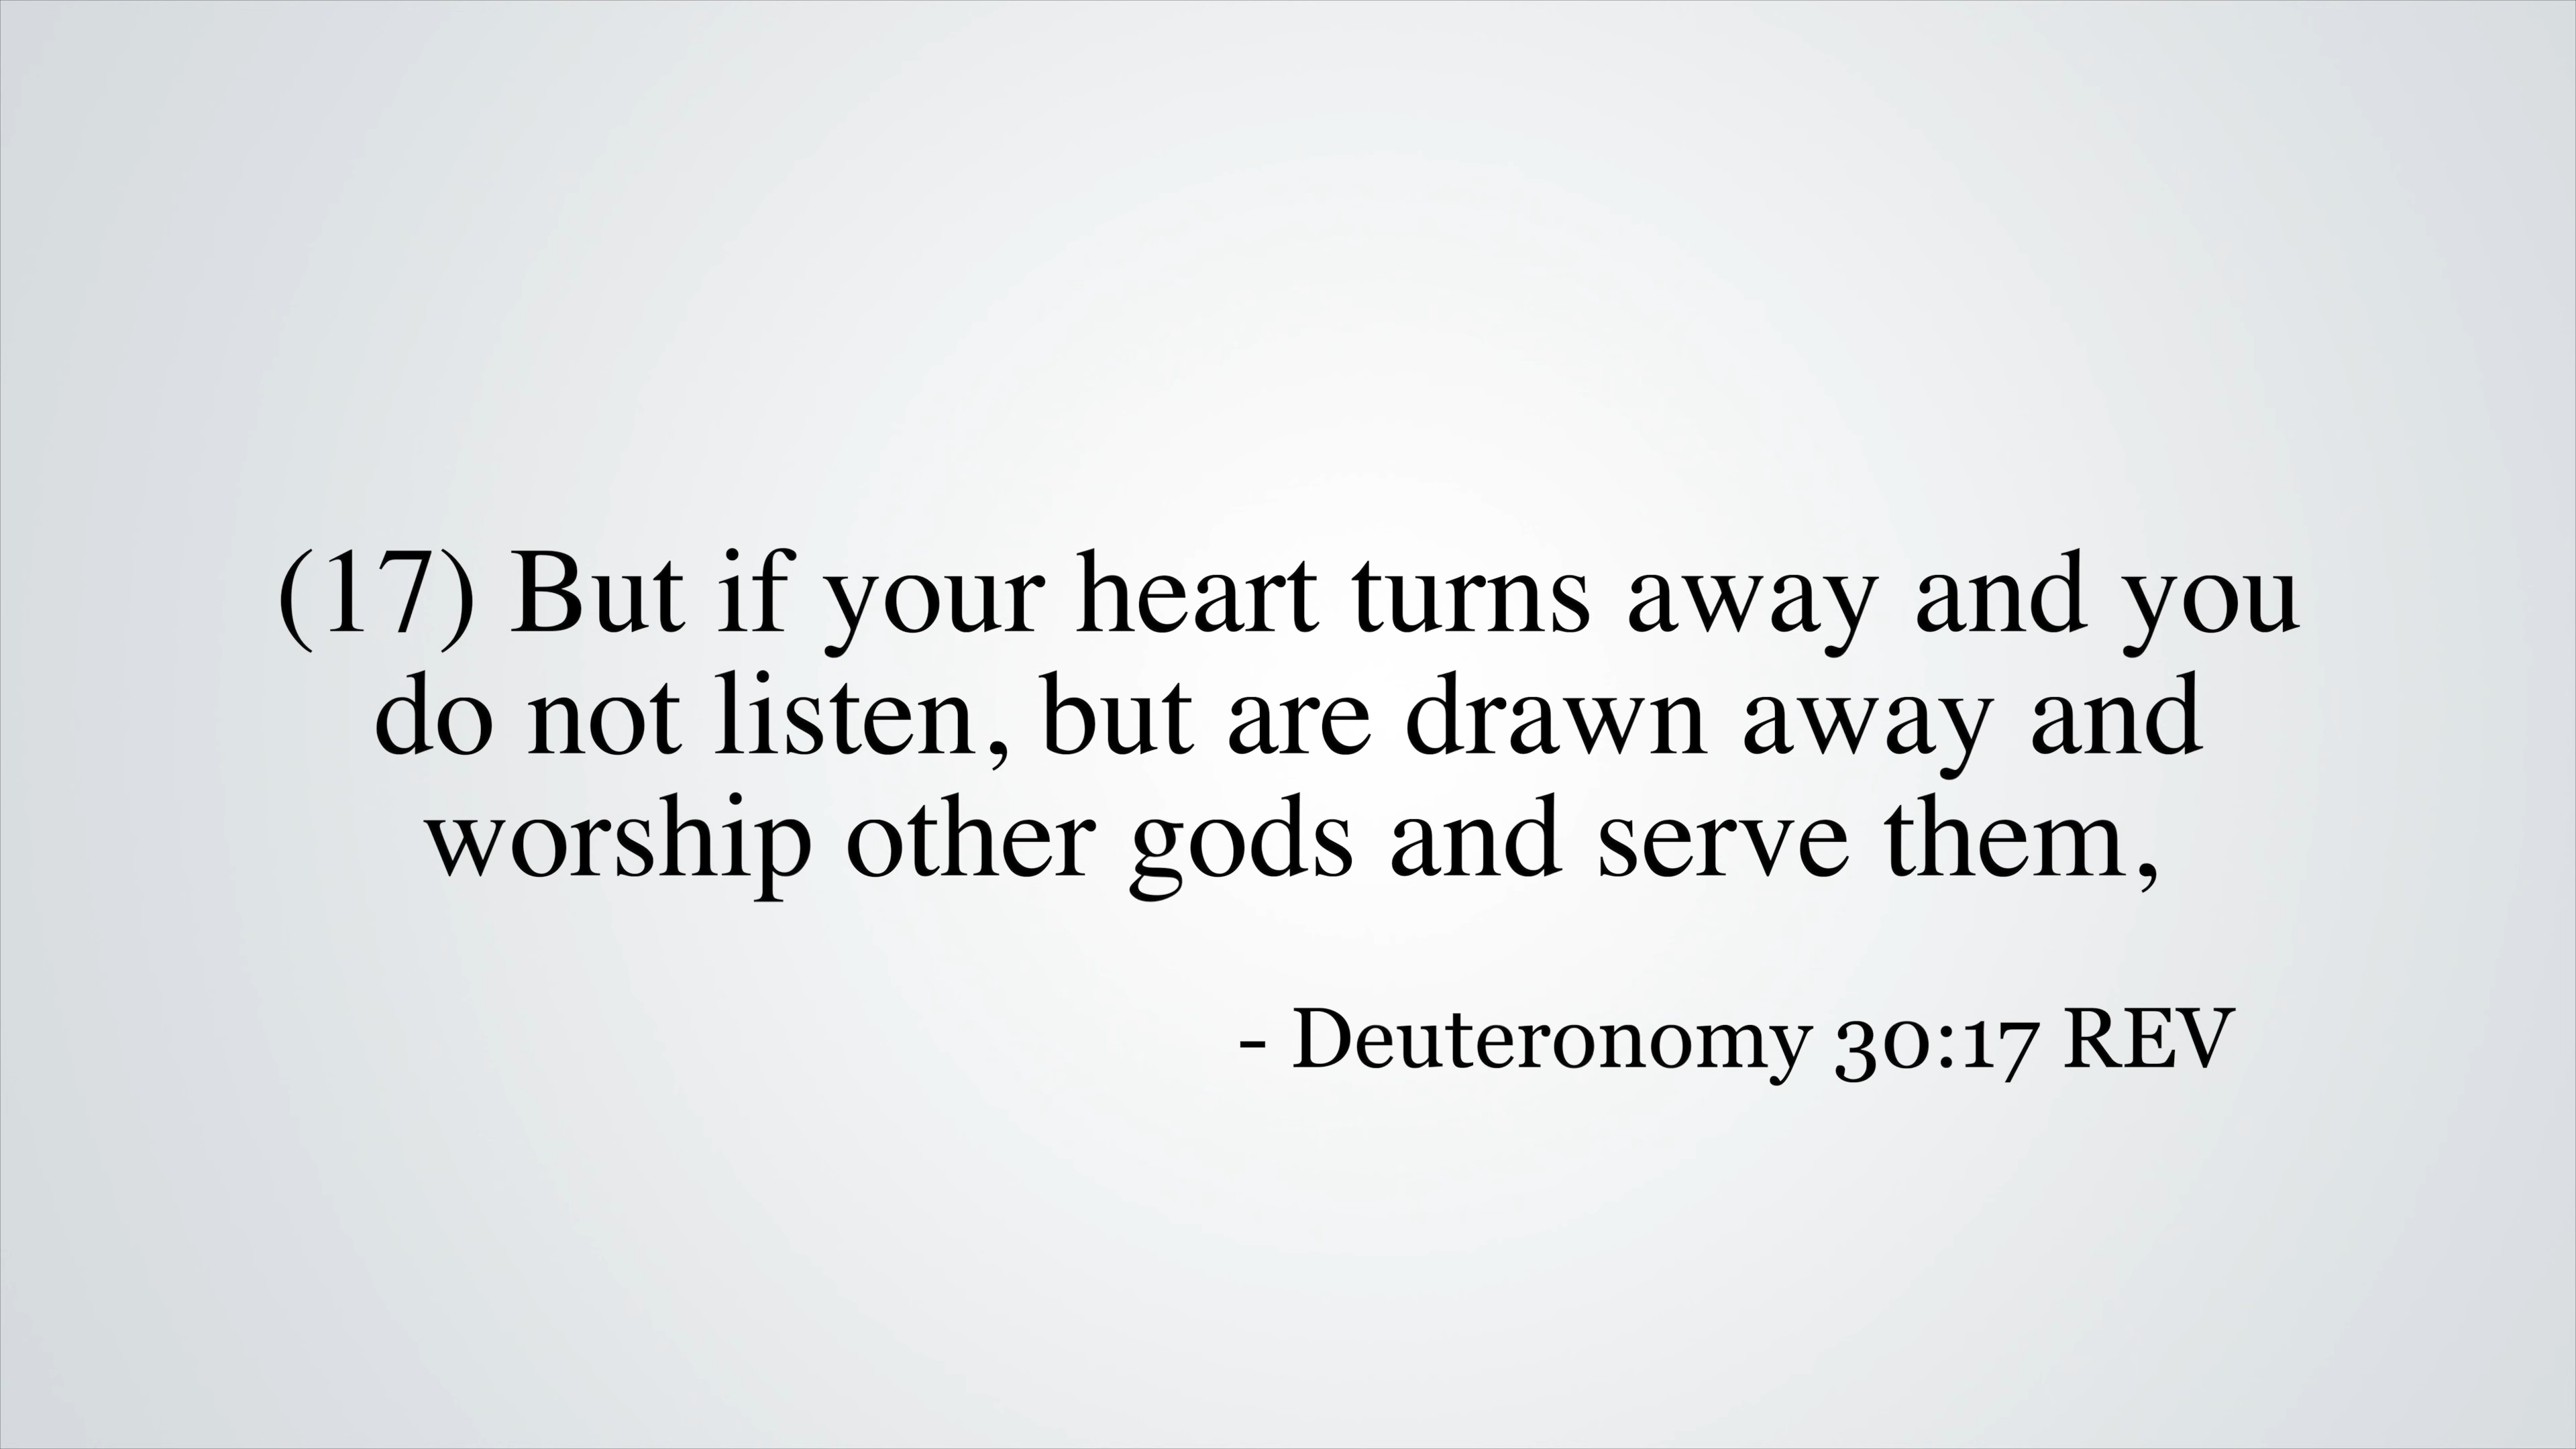 (17) But if your heart turns away and you
do not listen, but are drawn away and
worship other gods and serve them,
- Deuteronomy 30:17 REV